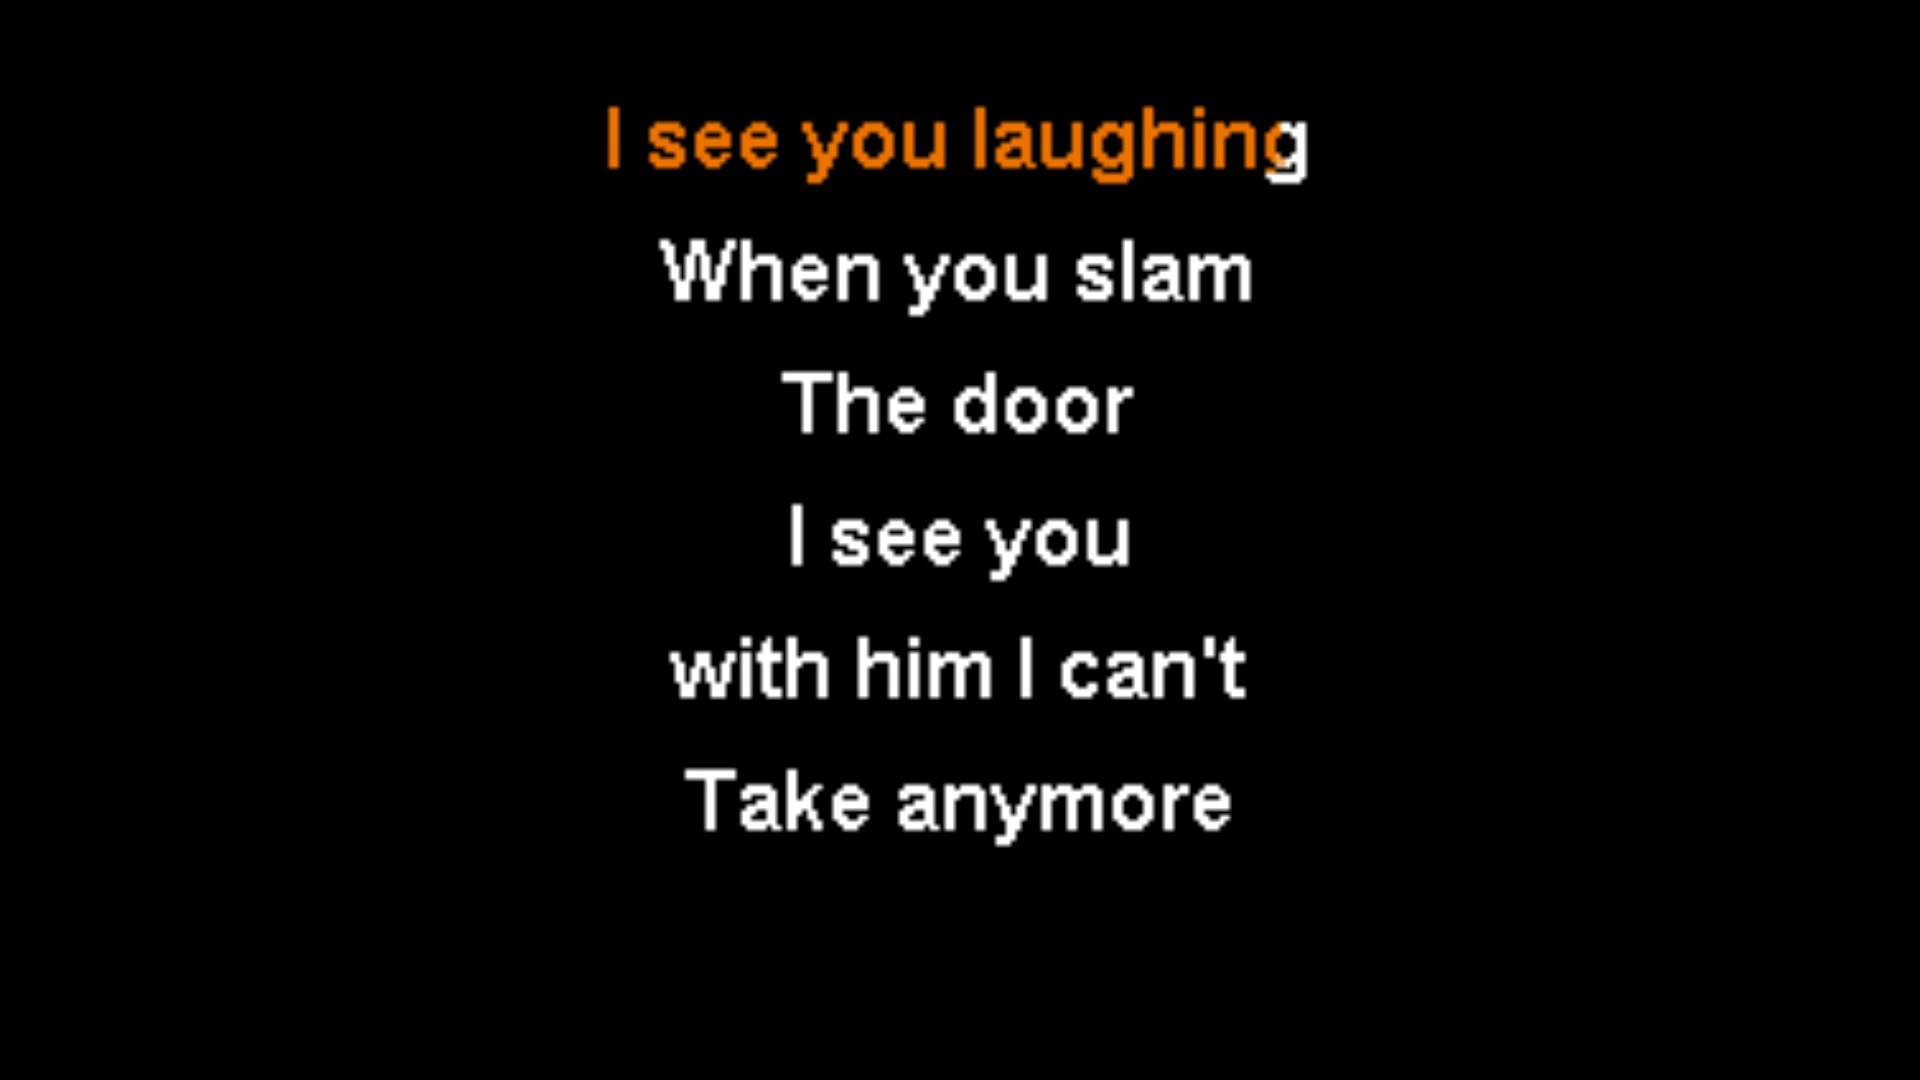 I see you laughing
When you slam
The door
I see you
with him I can't
Take anymore